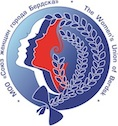 МОО «Союз женщин города Бердска»
The Women's Union of Berdsk